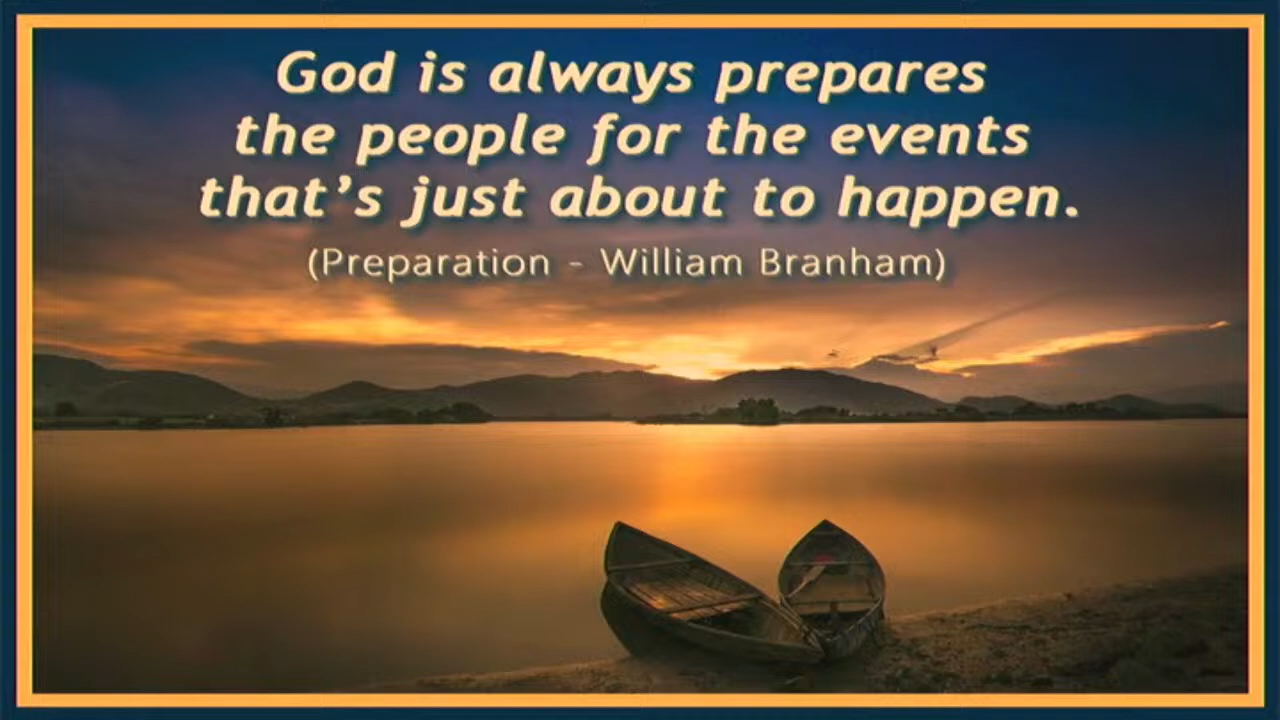 God is always prepares
the people for the events
that’s just about to happen.
(Preparation - William Branham)